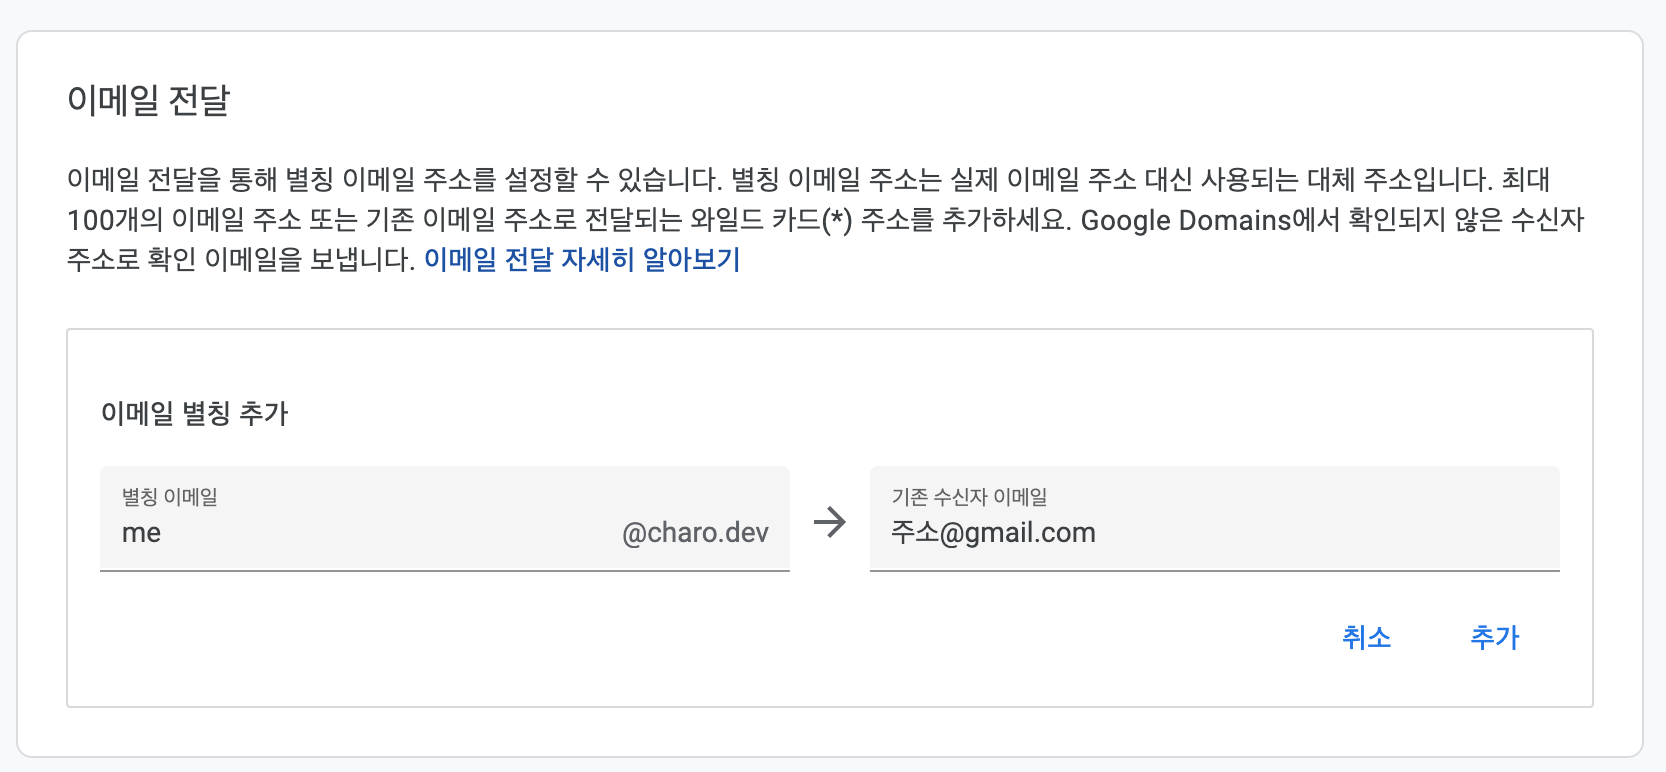 이메일 전달
이메일 전달을 통해 별칭 이메일 주소를 설정할 수 있습니다. 별칭 이메일 주소는 실제 이메일 주소 대신 사용되는 대체 주소입니다. 최대
100개의 이메일 주소 또는 기존 이메일 주소로 전달되는 와일드 카드(*) 주소를 추가하세요. Google Domains에서 확인되지 않은 수신자
주소로 확인 이메일을 보냅니다. 이메일 전달 자세히 알아보기
이메일 별칭 추가
별칭 이메일
me @charo.dev
기존 수신자 이메일
주소@gmail.com
취소 추가